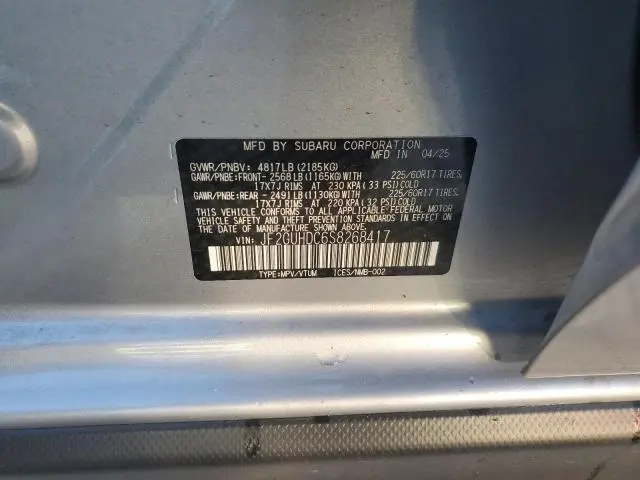 MFD BY SUBARU CORPORATION
MFD IN 04/25
GVWR/PNBV: 4817LB (2185KG)
GAWR/PNBE:FRONT- 2568LB (1165KG)WITH 225/60R17 TIRES,
17X7J RIMS AT 230 KPA (33 PSI)COLD
GAWR/PNBE:REAR - 2491LB (1130KG)WITH 225/60R17 TIRES,
17X7J RIMS AT 220 KPA (32 PSI)COLD
THIS VEHICLE CONFORMS TO ALL APPLICABLE FEDERAL MOTOR
VEHICLE SAFETY AND THEFT PREVENTION STANDARDS IN EFFECT ON
THE DATE OF MANUFACTURE SHOWN ABOVE.
VIN: JF2GUHDC6S8268417
TYPE:MPV/VTUM ICES/NMB-002